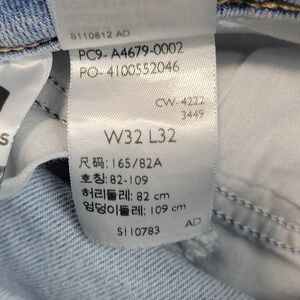 S110812 AD
PC9-A4679-0002
PO-4100552046
CW-4222
3449
W32 L32
尺码: 165/82A
호칭: 82-109
허리둘레: 82 cm
엉덩이둘레: 109 cm
S110783 AD
S